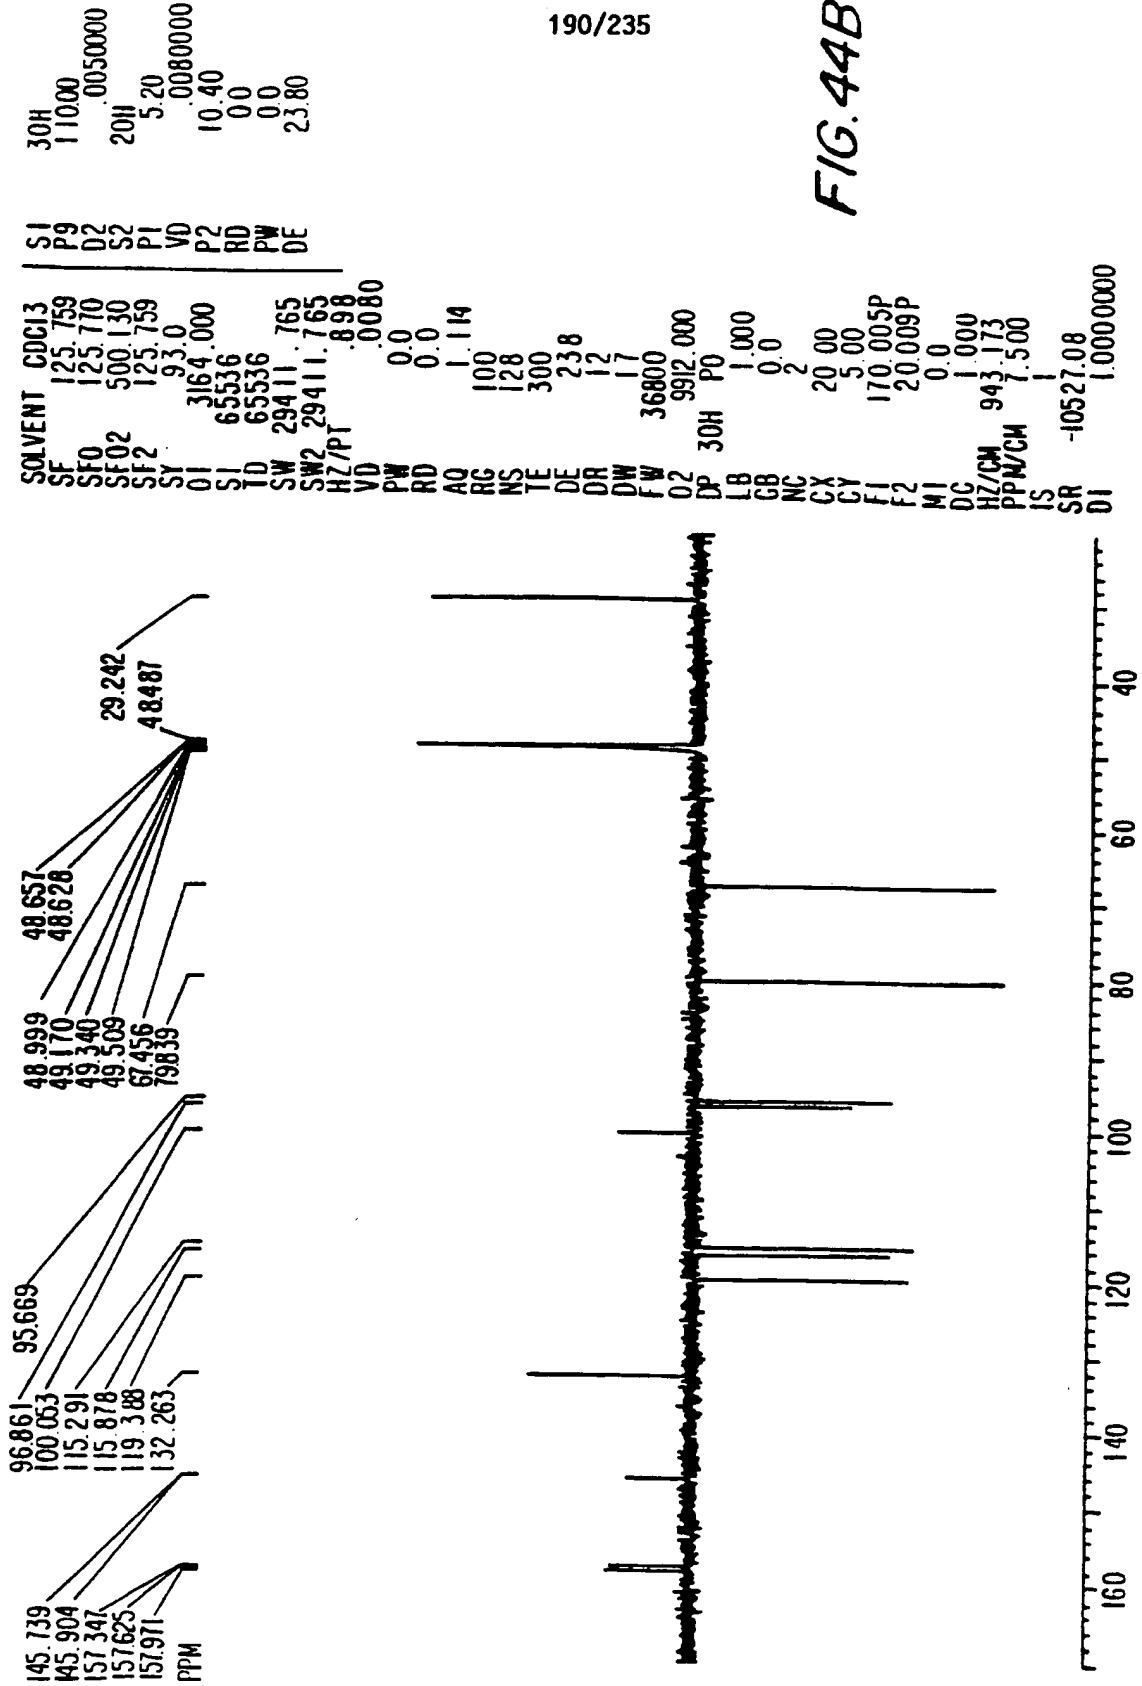 190/235
FIG. 44B
145.739
145.904
157.347
157.625
157.971
PPM
96.861
95.669
100.053
115.291
115.878
119.388
132.263
48.999
49.170
49.340
49.509
67.456
79.839
48.657
48.628
29.242
48.487
SOLVENT CDCl3
SF 125.759
SFO 125.770
SFO2 500.130
SF2 125.759
SY 93.0
O1 3164.000
SI 65536
TD 65536
SW 29411.765
SW2 29411.765
HZ/PT .898
VD .0080
PW 0.0
RD 0.0
AQ 1.114
RG 100
NS 128
TE 300
DE 23.8
DR 12
DW 17
FW 36800
O2 9912.000
DP 30H PO
LB 1.000
GB 0.0
NC 2
CX 20.00
CY 5.00
F1 170.005P
F2 20.009P
MI 0.0
DC 1.000
HZ/CM 943.173
PPM/CM 7.500
IS 1
SR -10527.08
DI 1.0000000
S1 30H
P9 110.00
D2 .0050000
S2 20H
P1 5.20
VD .0080000
P2 10.40
RD 0.0
PW 0.0
DE 23.80
160 140 120 100 80 60 40